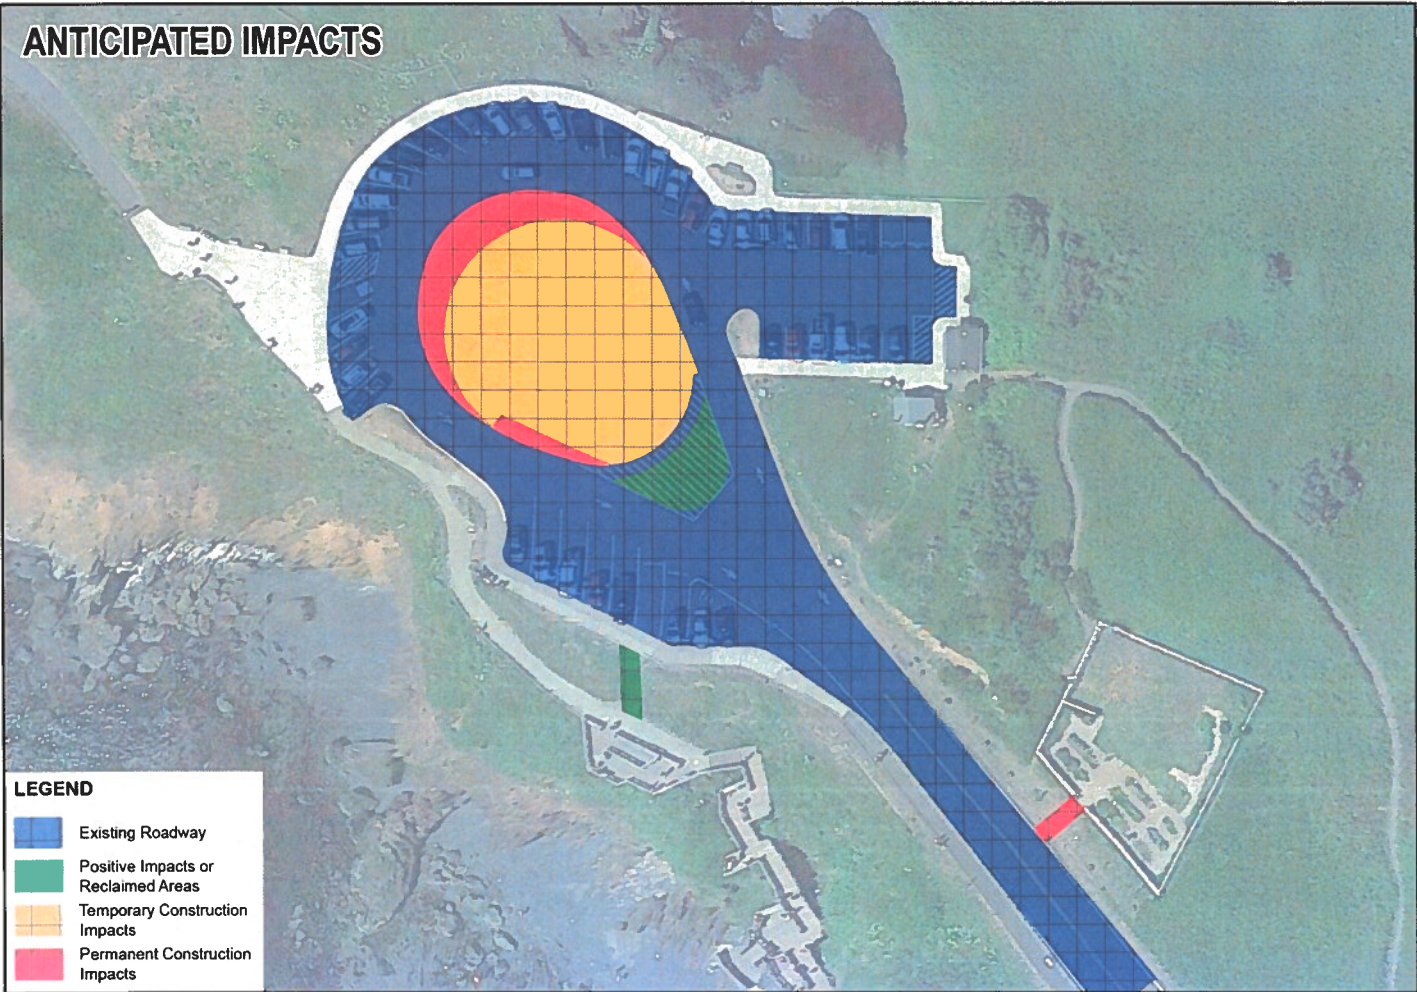 ANTICIPATED IMPACTS
LEGEND
Existing Roadway
Positive Impacts or
Reclaimed Areas
Temporary Construction
Impacts
Permanent Construction
Impacts